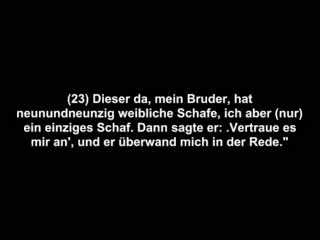 (23) Dieser da, mein Bruder, hat
neunundneunzig weibliche Schafe, ich aber (nur)
ein einziges Schaf. Dann sagte er: .Vertraue es
mir an', und er überwand mich in der Rede."